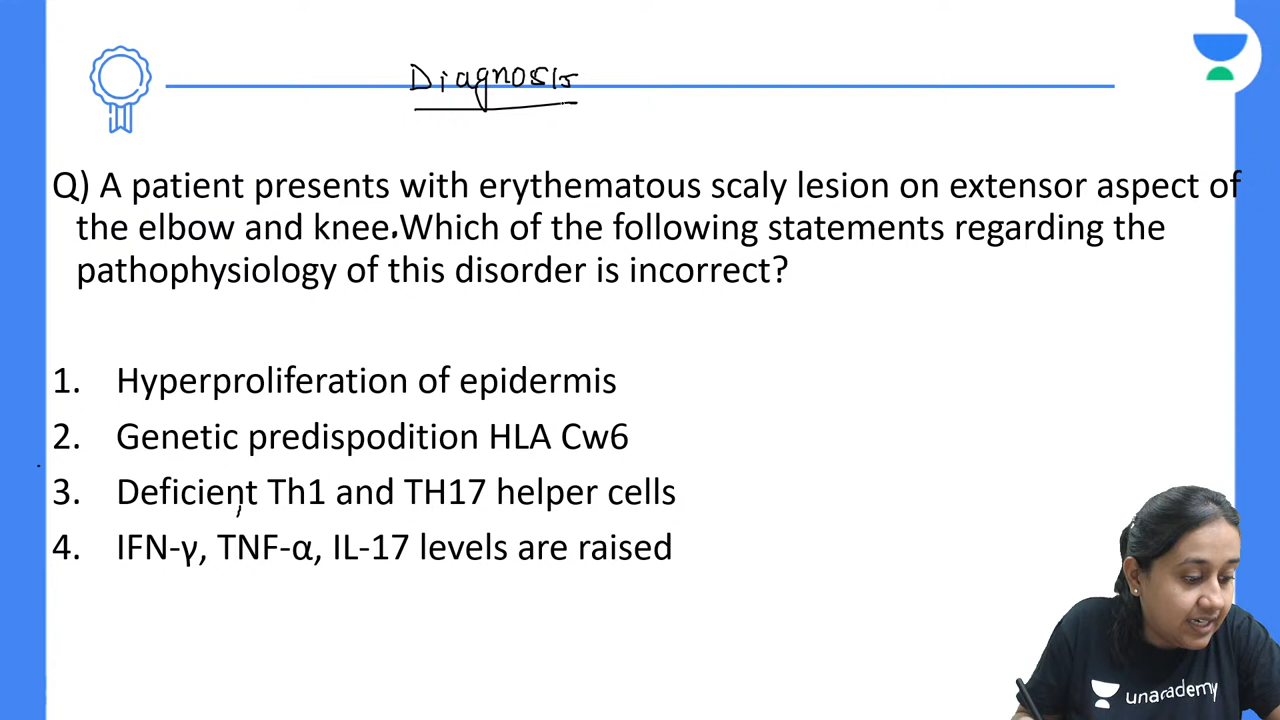 Diagnosis
Q) A patient presents with erythematous scaly lesion on extensor aspect of
the elbow and knee.Which of the following statements regarding the
pathophysiology of this disorder is incorrect?
1. Hyperproliferation of epidermis
2. Genetic predispodition HLA Cw6
3. Deficient Th1 and TH17 helper cells
4. IFN-γ, TNF-α, IL-17 levels are raised
unacademy